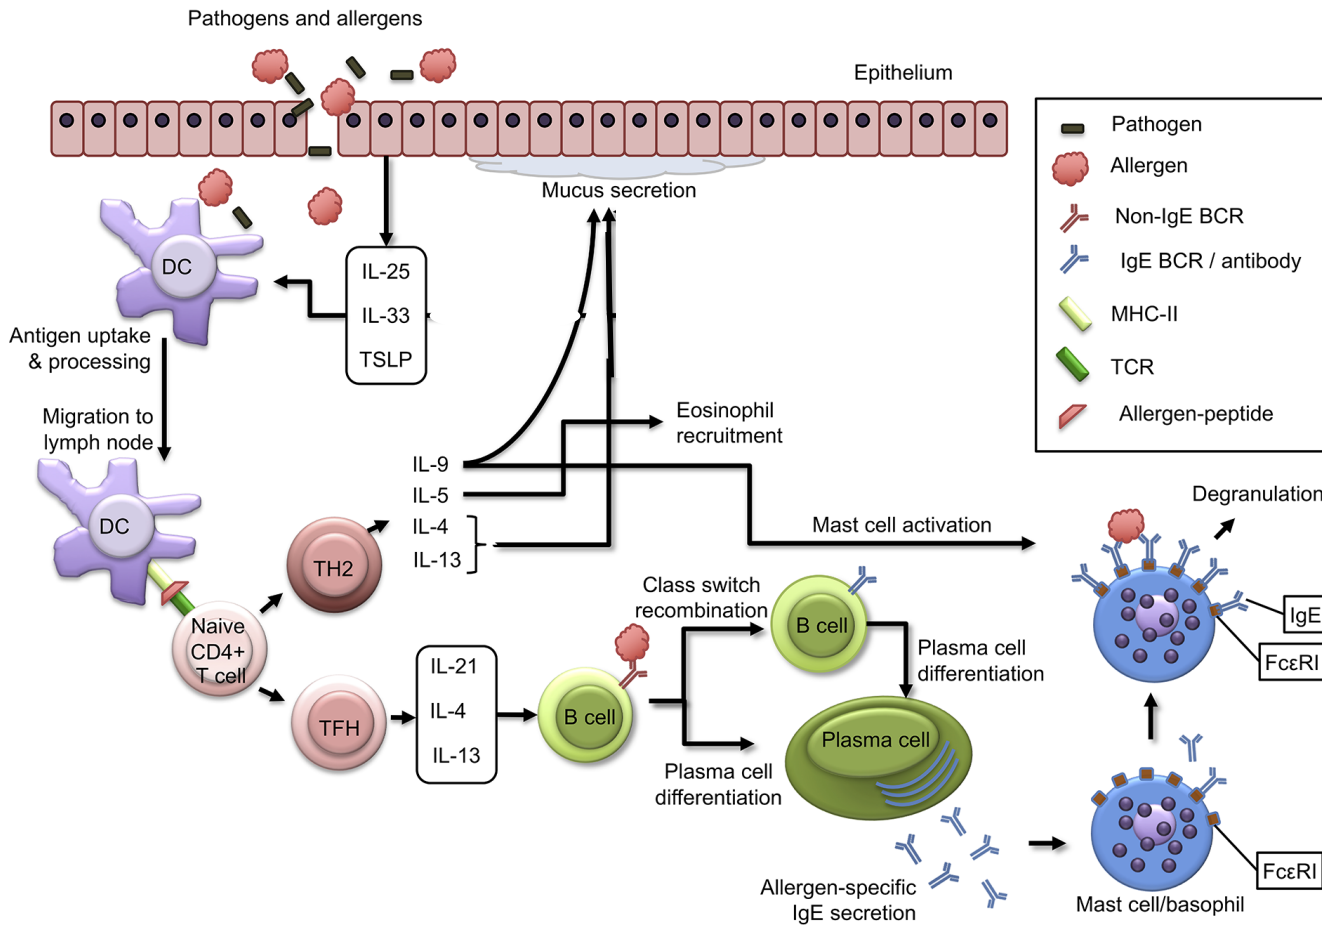 Pathogens and allergens
Epithelium
Pathogen
Allergen
Non-IgE BCR
IgE BCR / antibody
MHC-II
TCR
Allergen-peptide
Mucus secretion
DC
IL-25
IL-33
TSLP
Antigen uptake
& processing
Migration to
lymph node
Eosinophil
recruitment
IL-9
IL-5
IL-4
IL-13
DC
TH2
Mast cell activation
Degranulation
Class switch
recombination
B cell
IgE
FcεRI
Naive
CD4+
T cell
IL-21
IL-4
IL-13
TFH
B cell
Plasma cell
differentiation
Plasma cell
Plasma cell
differentiation
FcεRI
Allergen-specific
IgE secretion
Mast cell/basophil